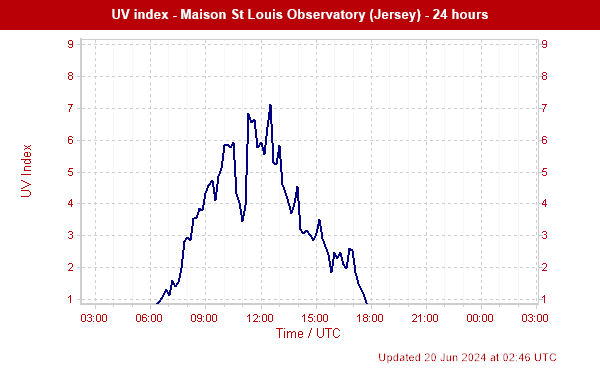 UV index - Maison St Louis Observatory (Jersey) - 24 hours
9 9
8 8
7 7
6 6
5 5
4 4
3 3
2 2
1 1
UV Index
03:00 06:00 09:00 12:00 15:00 18:00 21:00 00:00 03:00
Time / UTC
Updated 20 Jun 2024 at 02:46 UTC